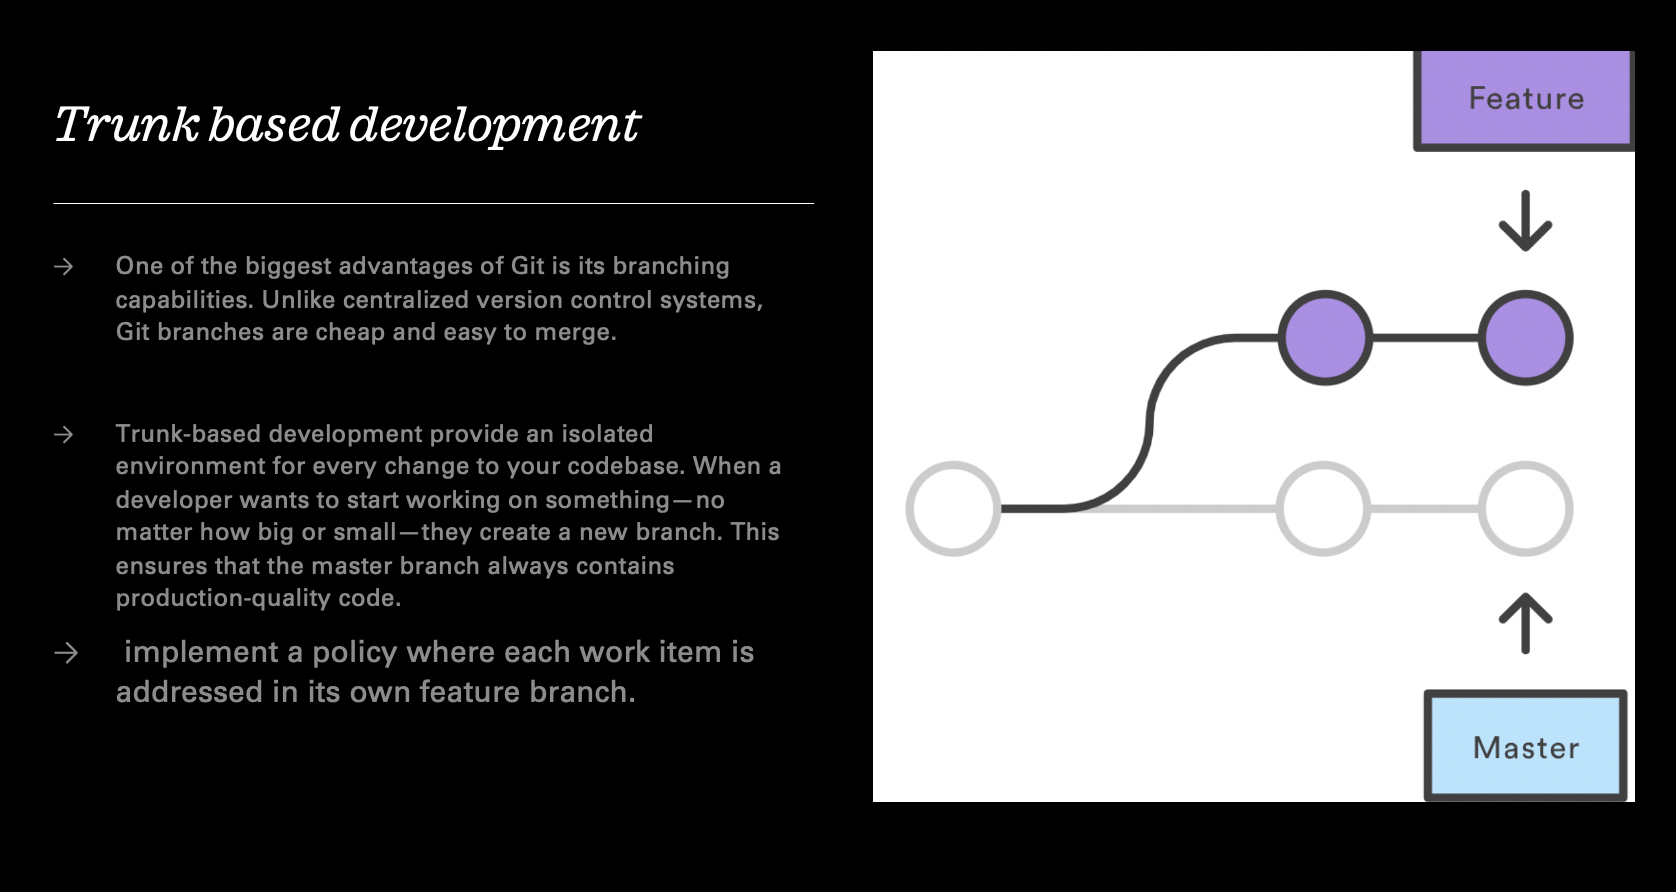 Trunk based development
→ One of the biggest advantages of Git is its branching
capabilities. Unlike centralized version control systems,
Git branches are cheap and easy to merge.
→ Trunk-based development provide an isolated
environment for every change to your codebase. When a
developer wants to start working on something—no
matter how big or small—they create a new branch. This
ensures that the master branch always contains
production-quality code.
→ implement a policy where each work item is
addressed in its own feature branch.
Feature
Master